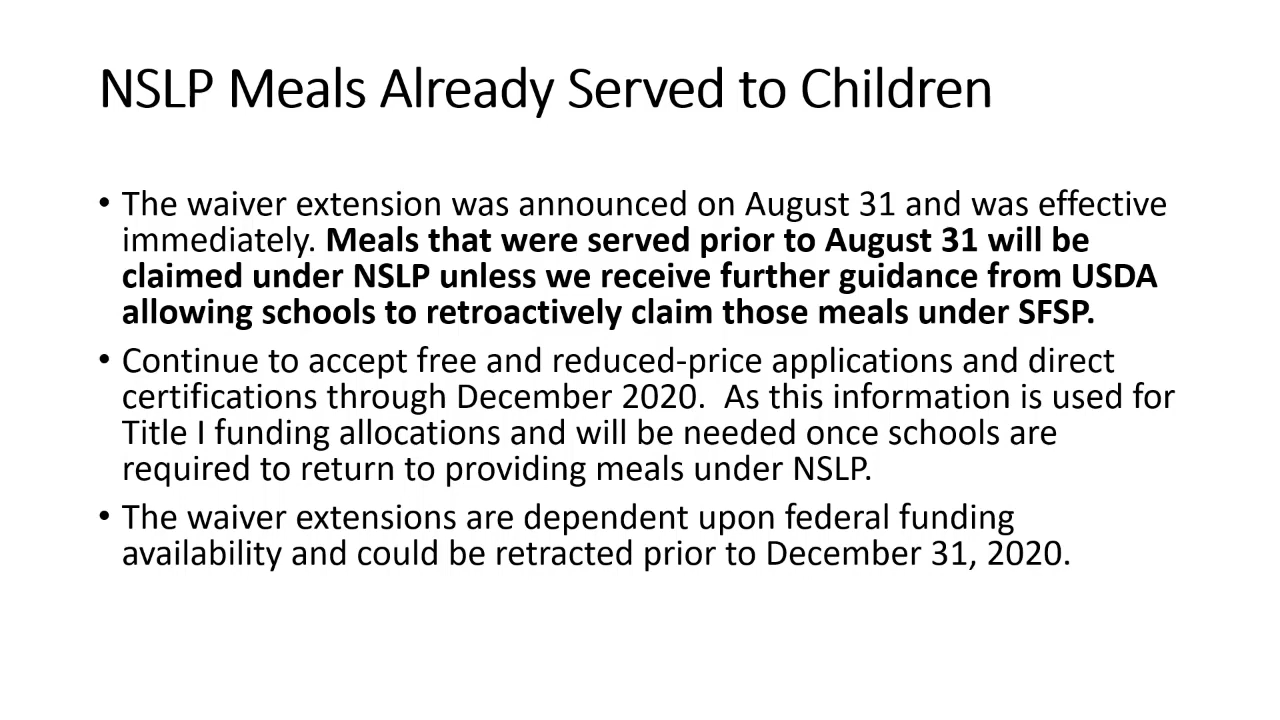 NSLP Meals Already Served to Children
• The waiver extension was announced on August 31 and was effective
immediately. Meals that were served prior to August 31 will be
claimed under NSLP unless we receive further guidance from USDA
allowing schools to retroactively claim those meals under SFSP.
• Continue to accept free and reduced-price applications and direct
certifications through December 2020.  As this information is used for
Title I funding allocations and will be needed once schools are
required to return to providing meals under NSLP.
• The waiver extensions are dependent upon federal funding
availability and could be retracted prior to December 31, 2020.